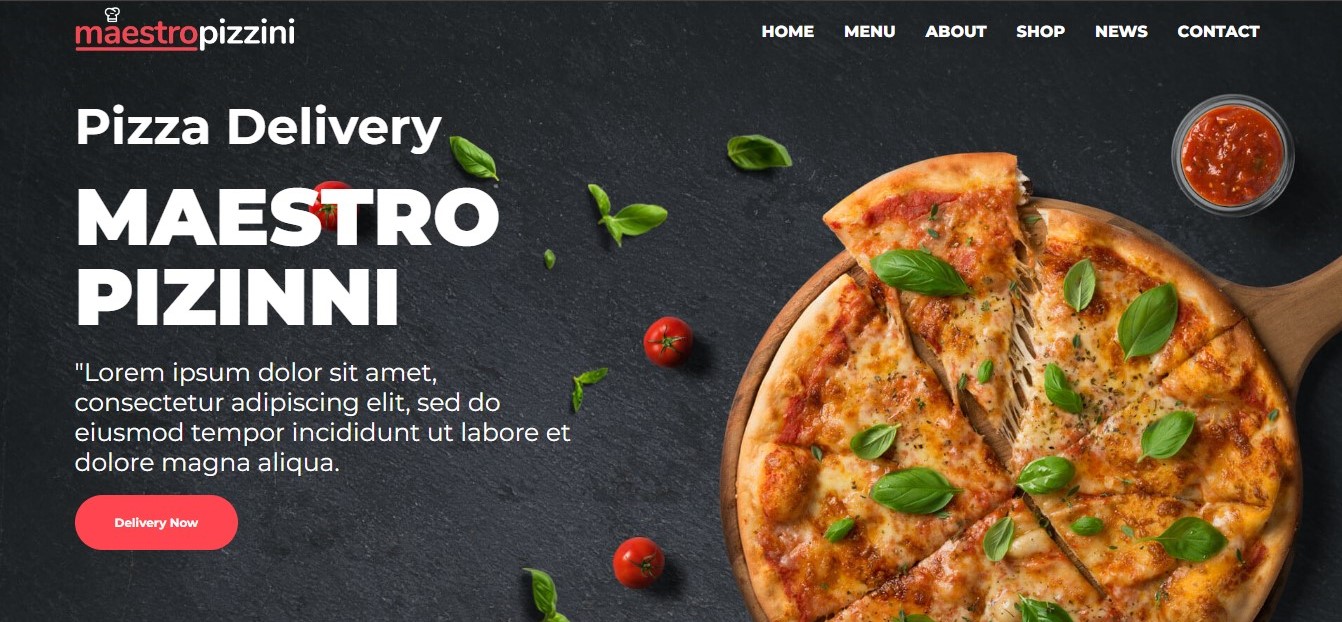 maestropizzini
HOME MENU ABOUT SHOP NEWS CONTACT
Pizza Delivery
MAESTRO
PIZINNI
"Lorem ipsum dolor sit amet,
consectetur adipiscing elit, sed do
eiusmod tempor incididunt ut labore et
dolore magna aliqua.
Delivery Now